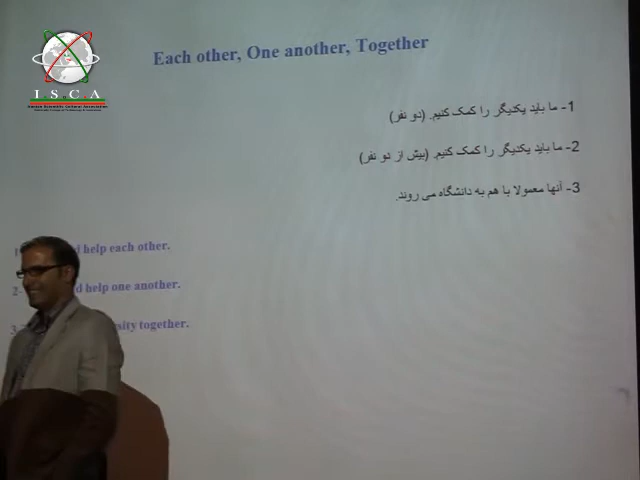 I S C A
Each other, One another, Together
1- ما باید یکدیگر را کمک کنیم. (دو نفر)
2- ما باید یکدیگر را کمک کنیم. (بیش از دو نفر)
3- آنها معمولا با هم به دانشگاه می روند.
help each other.
2- help one another.
3 together.